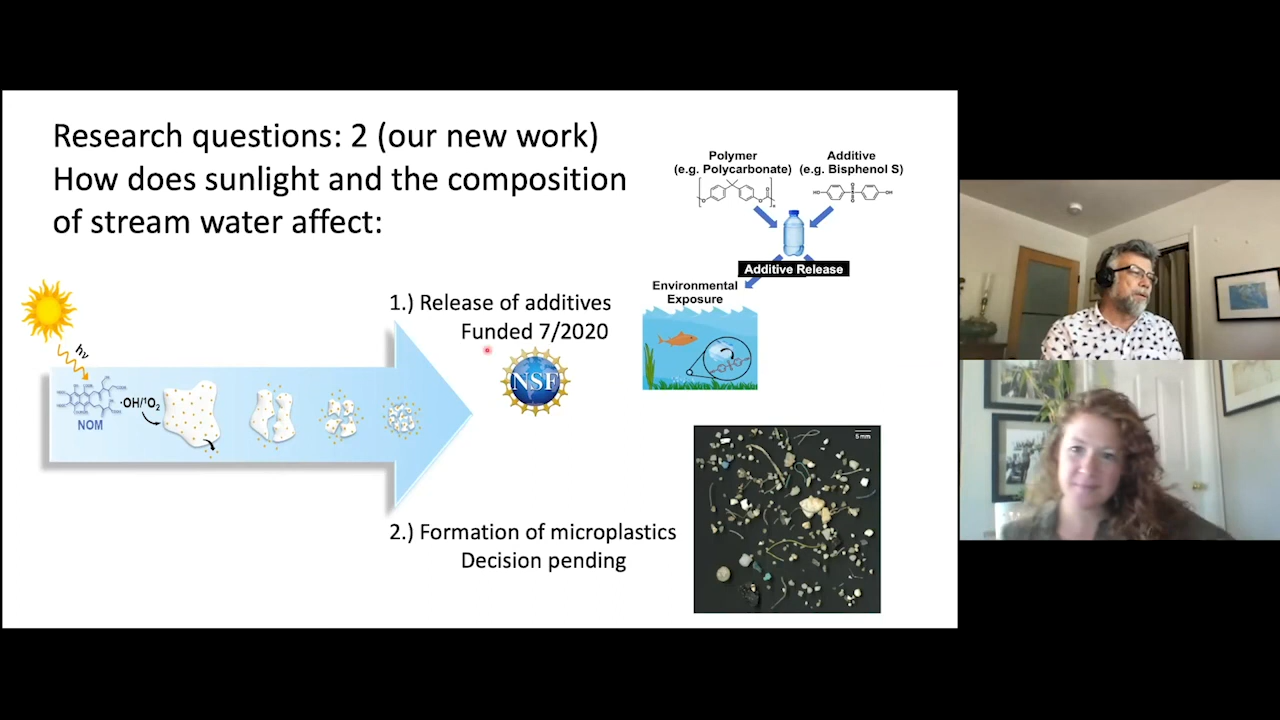 Research questions: 2 (our new work)
How does sunlight and the composition
of stream water affect:
Polymer
(e.g. Polycarbonate)
Additive
(e.g. Bisphenol S)
Additive Release
Environmental
Exposure
1.) Release of additives
Funded 7/2020
NSF
hν
·OH/¹O₂
NOM
5 mm
2.) Formation of microplastics
Decision pending